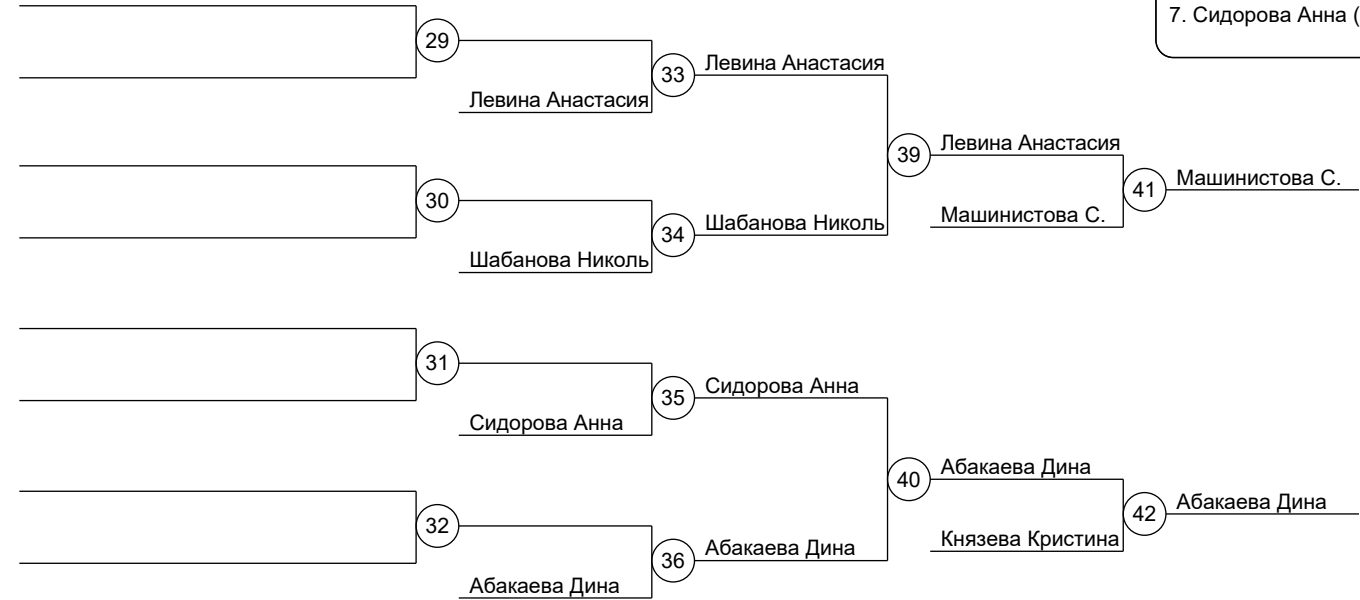 7. Сидорова Анна (
29
33
Левина Анастасия
Левина Анастасия
39
Левина Анастасия
41
Машинистова С.
30
Машинистова С.
34
Шабанова Николь
Шабанова Николь
31
35
Сидорова Анна
Сидорова Анна
40
Абакаева Дина
42
Абакаева Дина
32
Князева Кристина
36
Абакаева Дина
Абакаева Дина